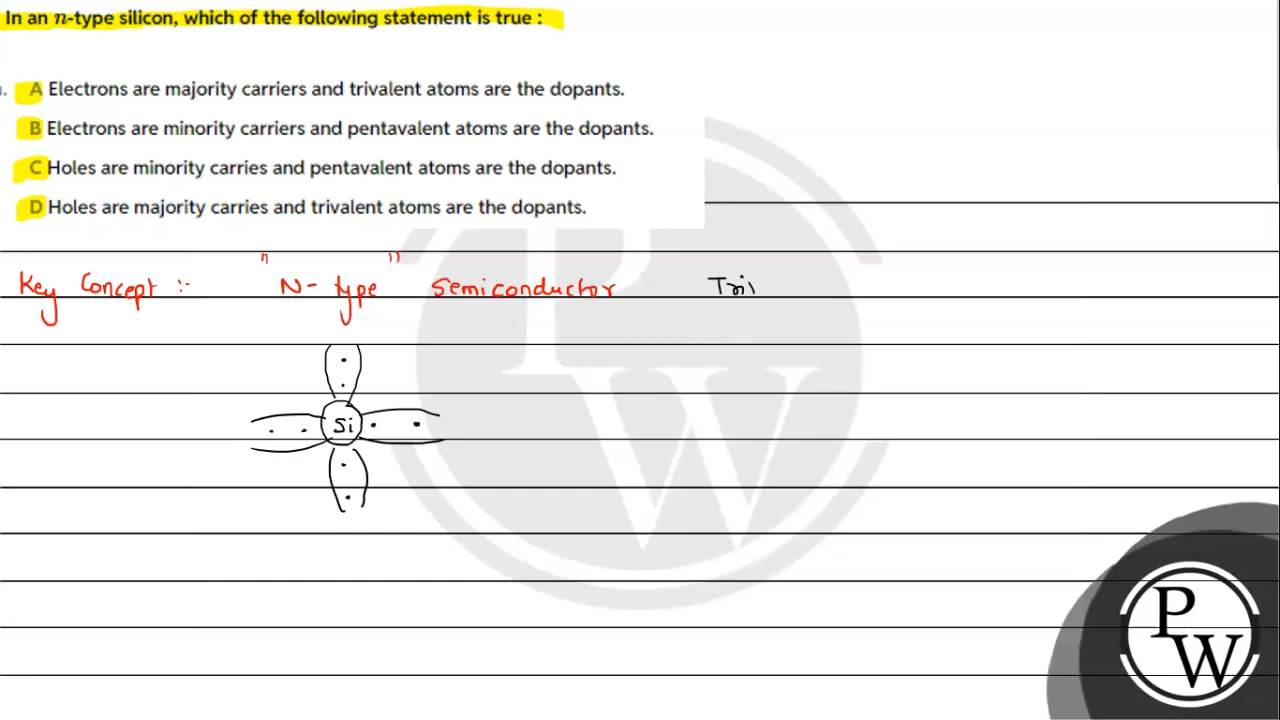 In an n-type silicon, which of the following statement is true :
A Electrons are majority carriers and trivalent atoms are the dopants.
B Electrons are minority carriers and pentavalent atoms are the dopants.
C Holes are minority carries and pentavalent atoms are the dopants.
D Holes are majority carries and trivalent atoms are the dopants.
Key Concept :- "N-type" Semiconductor Tri
Si
P
W
P
W